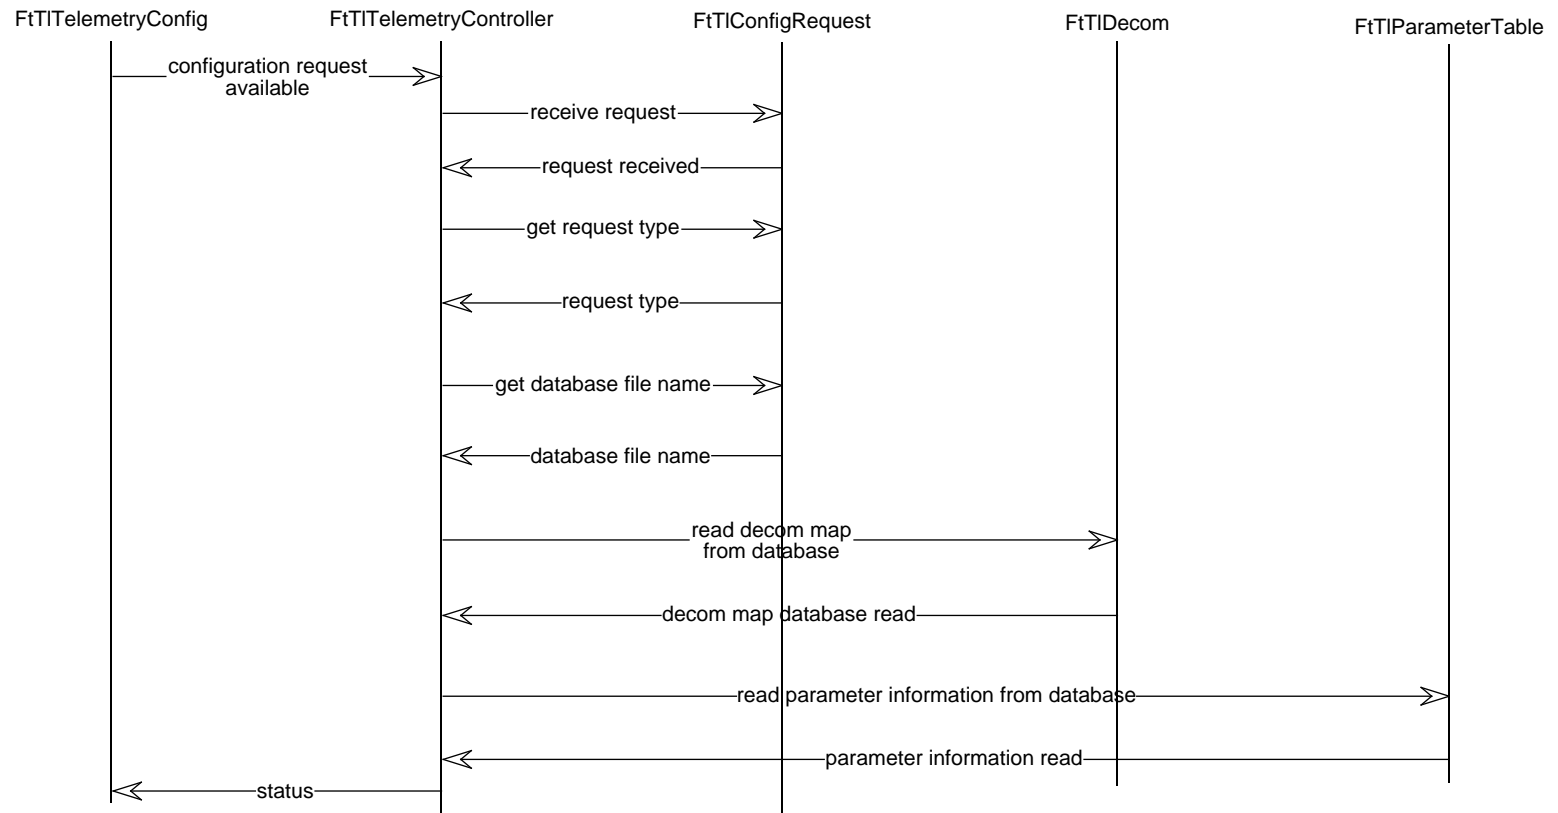 FtTlTelemetryConfig
FtTlTelemetryController
FtTlConfigRequest
FtTlDecom
FtTlParameterTable
configuration request
available
receive request
request received
get request type
request type
get database file name
database file name
read decom map
from database
decom map database read
read parameter information from database
parameter information read
status